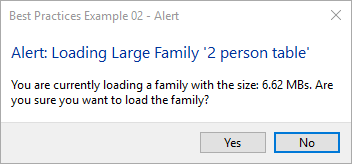 Best Practices Example 02 - Alert
Alert: Loading Large Family '2 person table'
You are currently loading a family with the size: 6.62 MBs. Are
you sure you want to load the family?
Yes No